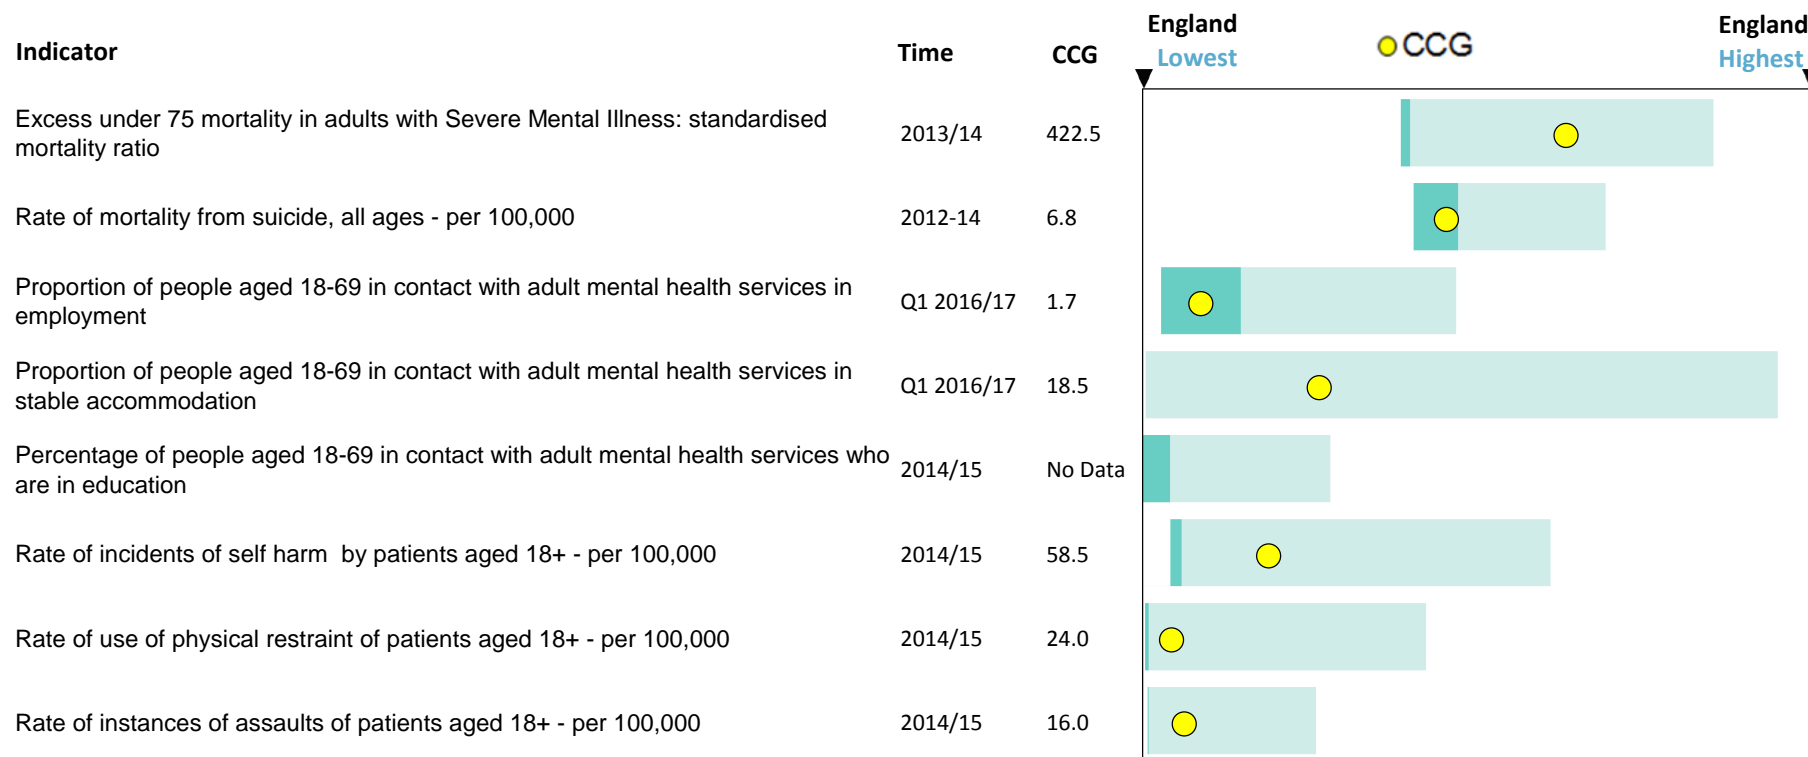 Indicator Time CCG England Lowest CCG England Highest
Excess under 75 mortality in adults with Severe Mental Illness: standardised
mortality ratio
2013/14 422.5
Rate of mortality from suicide, all ages - per 100,000 2012-14 6.8
Proportion of people aged 18-69 in contact with adult mental health services in
employment
Q1 2016/17 1.7
Proportion of people aged 18-69 in contact with adult mental health services in
stable accommodation
Q1 2016/17 18.5
Percentage of people aged 18-69 in contact with adult mental health services who
are in education
2014/15 No Data
Rate of incidents of self harm  by patients aged 18+ - per 100,000 2014/15 58.5
Rate of use of physical restraint of patients aged 18+ - per 100,000 2014/15 24.0
Rate of instances of assaults of patients aged 18+ - per 100,000 2014/15 16.0